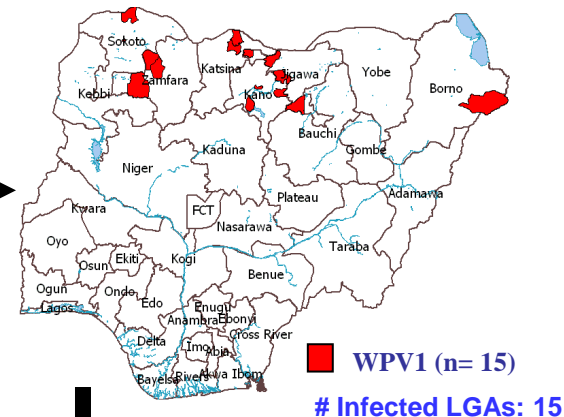 Sokoto
Katsina
Jigawa
Yobe
Zamfara
Borno
Kebbi
Kano
Bauchi
Gombe
Kaduna
Niger
Adamawa
Plateau
Kwara
FCT
Nasarawa
Oyo
Taraba
Ekiti
Kogi
Osun
Benue
Ogun
Ondo
Edo
Lagos
Enugu
Anambra
Ebonyi
Cross River
Delta
Imo
Abia
Bayelsa
Rivers
Akwa Ibom
WPV1 (n= 15)
# Infected LGAs: 15